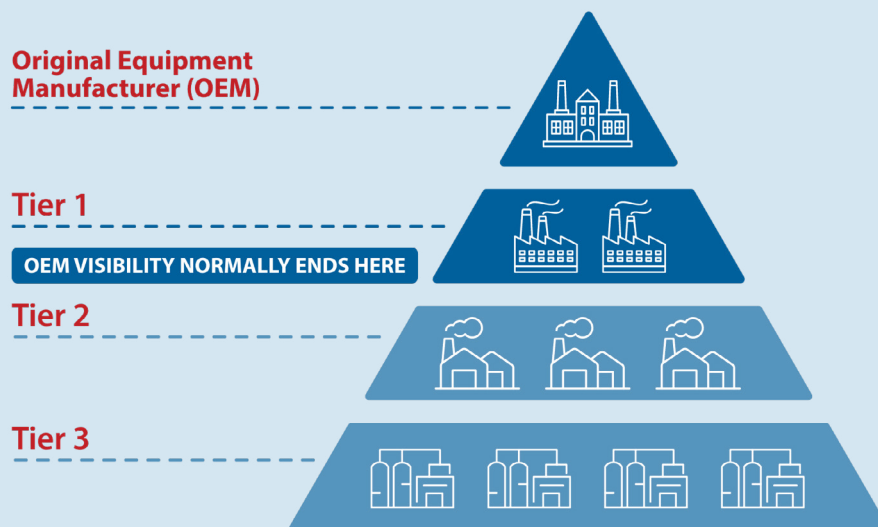 Original Equipment
Manufacturer (OEM)
Tier 1
OEM VISIBILITY NORMALLY ENDS HERE
Tier 2
Tier 3